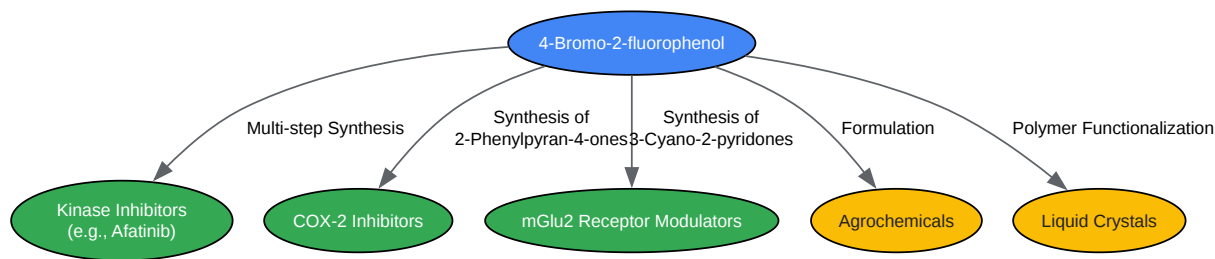 4-Bromo-2-fluorophenol
Multi-step Synthesis
Synthesis of
2-Phenylpyran-4-ones
Synthesis of
3-Cyano-2-pyridones
Formulation
Polymer Functionalization
Kinase Inhibitors
(e.g., Afatinib)
COX-2 Inhibitors
mGlu2 Receptor Modulators
Agrochemicals
Liquid Crystals